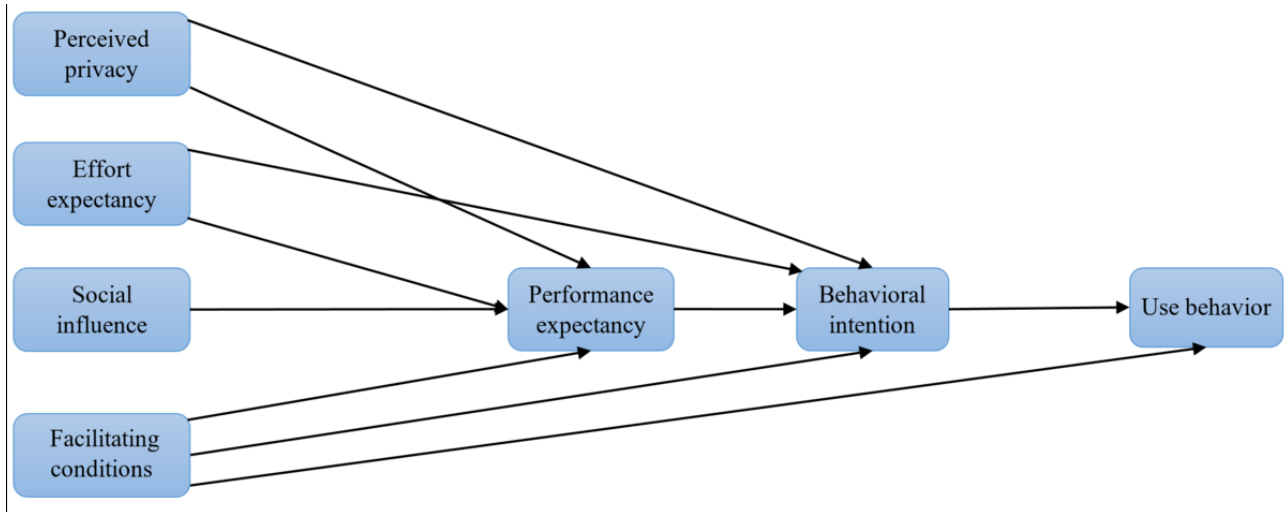 Perceived
privacy
Effort
expectancy
Social
influence
Performance
expectancy
Behavioral
intention
Use behavior
Facilitating
conditions